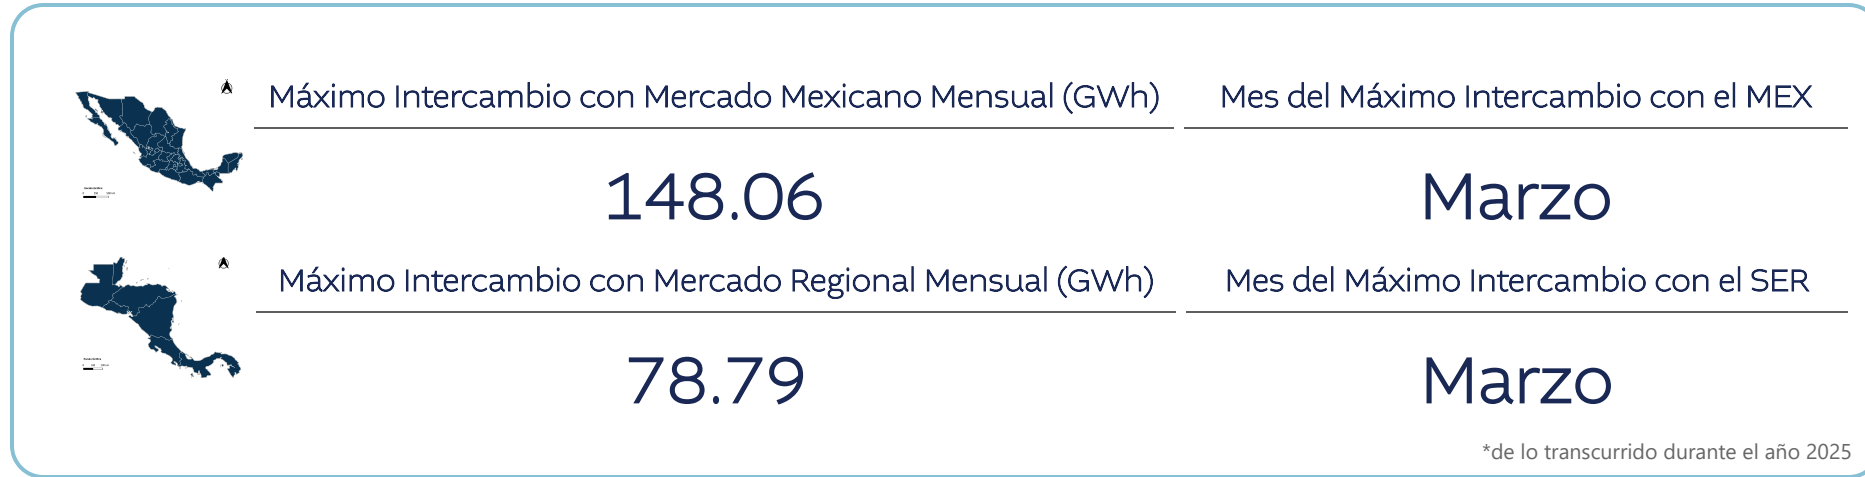 Máximo Intercambio con Mercado Mexicano Mensual (GWh)
Mes del Máximo Intercambio con el MEX
148.06
Marzo
Máximo Intercambio con Mercado Regional Mensual (GWh)
Mes del Máximo Intercambio con el SER
78.79
Marzo
*de lo transcurrido durante el año 2025